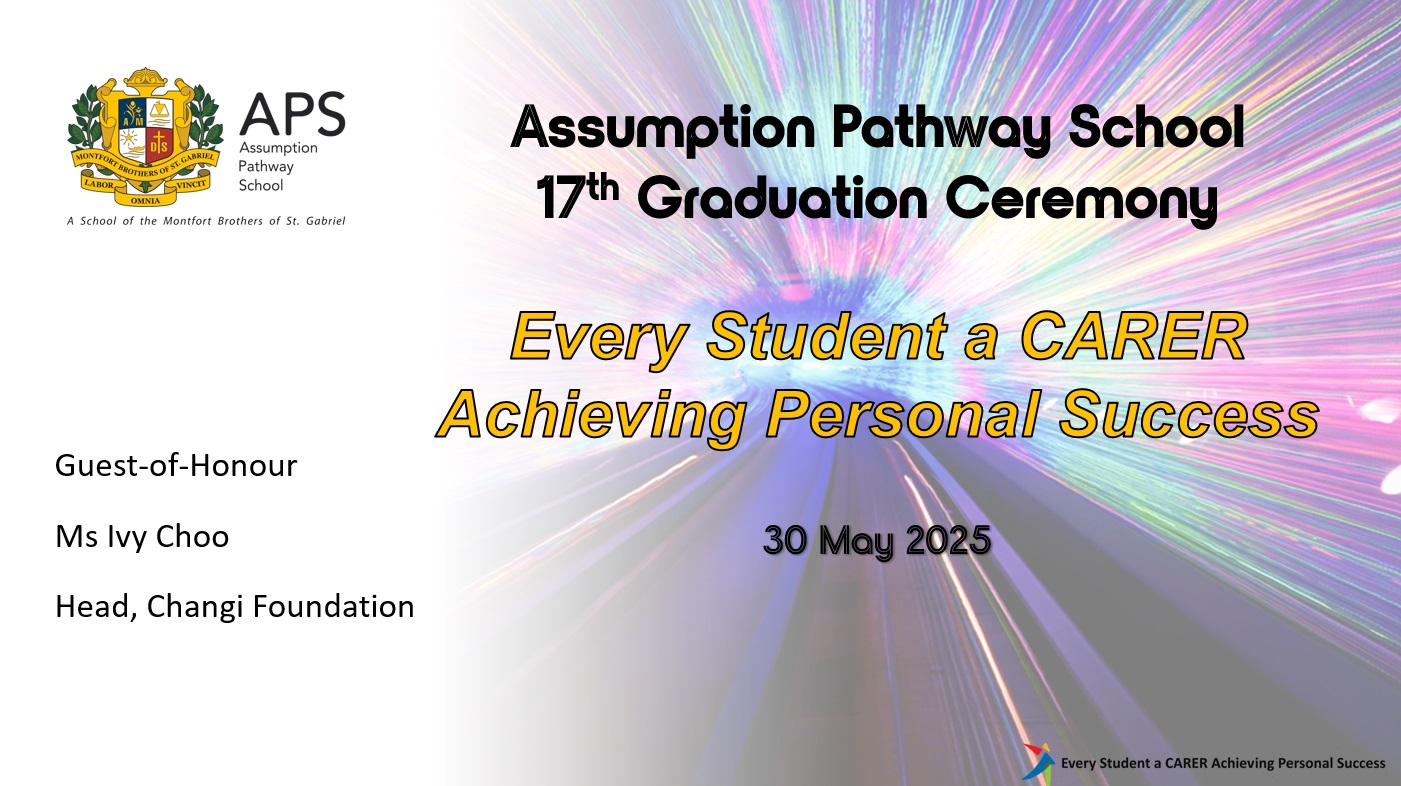 APS
Assumption
Pathway
School
A M
D S
MONTFORT BROTHERS OF ST. GABRIEL
LABOR VINCIT
OMNIA
A School of the Montfort Brothers of St. Gabriel
Assumption Pathway School
17th Graduation Ceremony
Every Student a CARER
Achieving Personal Success
Guest-of-Honour
Ms Ivy Choo
Head, Changi Foundation
30 May 2025
Every Student a CARER Achieving Personal Success